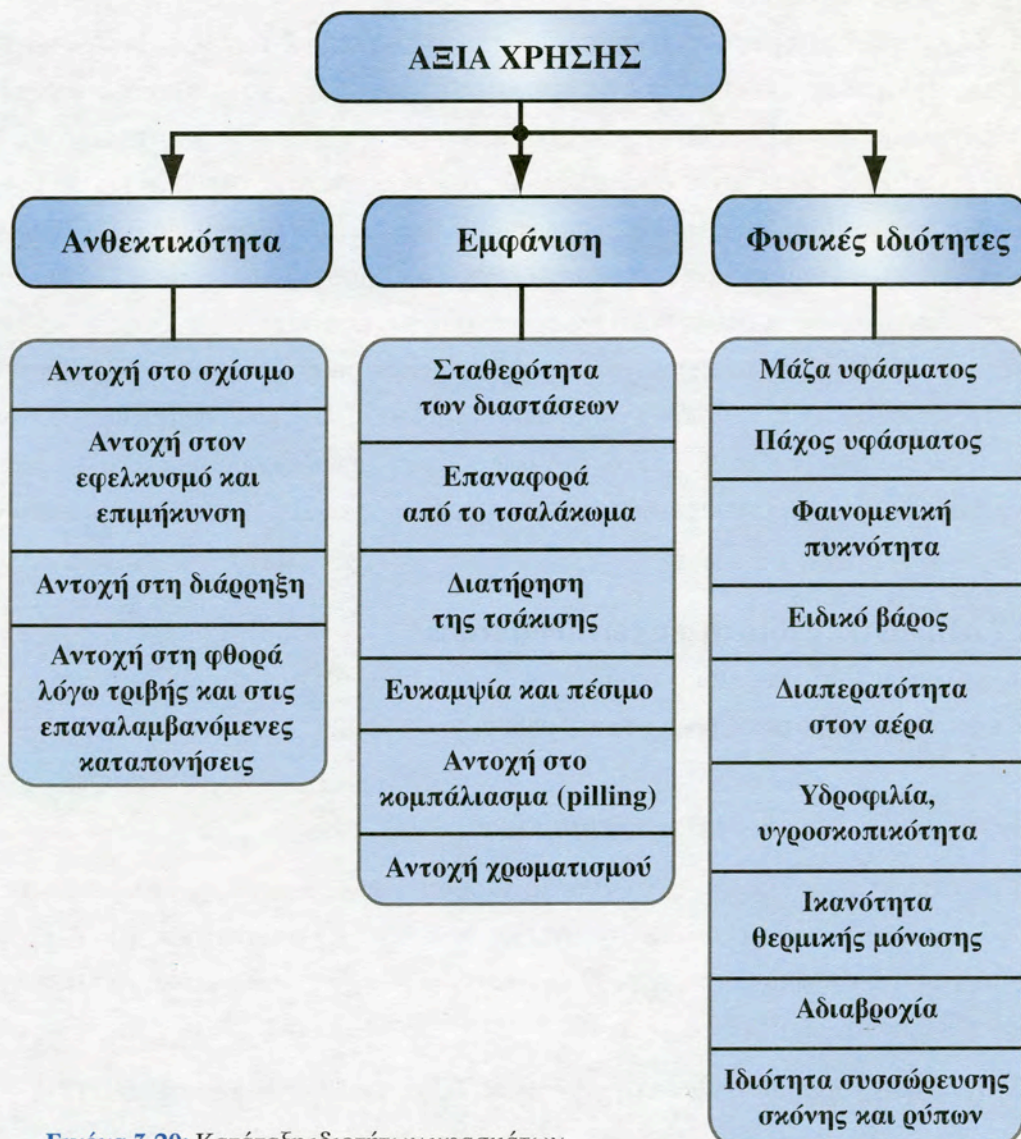 ΑΞΙΑ ΧΡΗΣΗΣ
Ανθεκτικότητα
Αντοχή στο σχίσιμο
Αντοχή στον
εφελκυσμό και
επιμήκυνση
Αντοχή στη διάρρηξη
Αντοχή στη φθορά
λόγω τριβής και στις
επαναλαμβανόμενες
καταπονήσεις
Εμφάνιση
Σταθερότητα
των διαστάσεων
Επαναφορά
από το τσαλάκωμα
Διατήρηση
της τσάκισης
Ευκαμψία και πέσιμο
Αντοχή στο
κομπάλιασμα (pilling)
Αντοχή χρωματισμού
Φυσικές ιδιότητες
Μάζα υφάσματος
Πάχος υφάσματος
Φαινομενική
πυκνότητα
Ειδικό βάρος
Διαπερατότητα
στον αέρα
Υδροφιλία,
υγροσκοπικότητα
Ικανότητα
θερμικής μόνωσης
Αδιαβροχία
Ιδιότητα συσσώρευσης
σκόνης και ρύπων